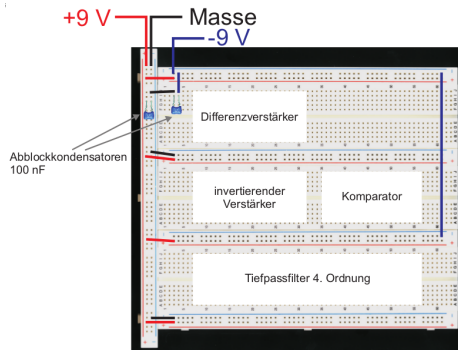 +9 V
Masse
-9 V
Differenzverstärker
Abblockkondensatoren
100 nF
invertierender
Verstärker
Komparator
Tiefpassfilter 4. Ordnung